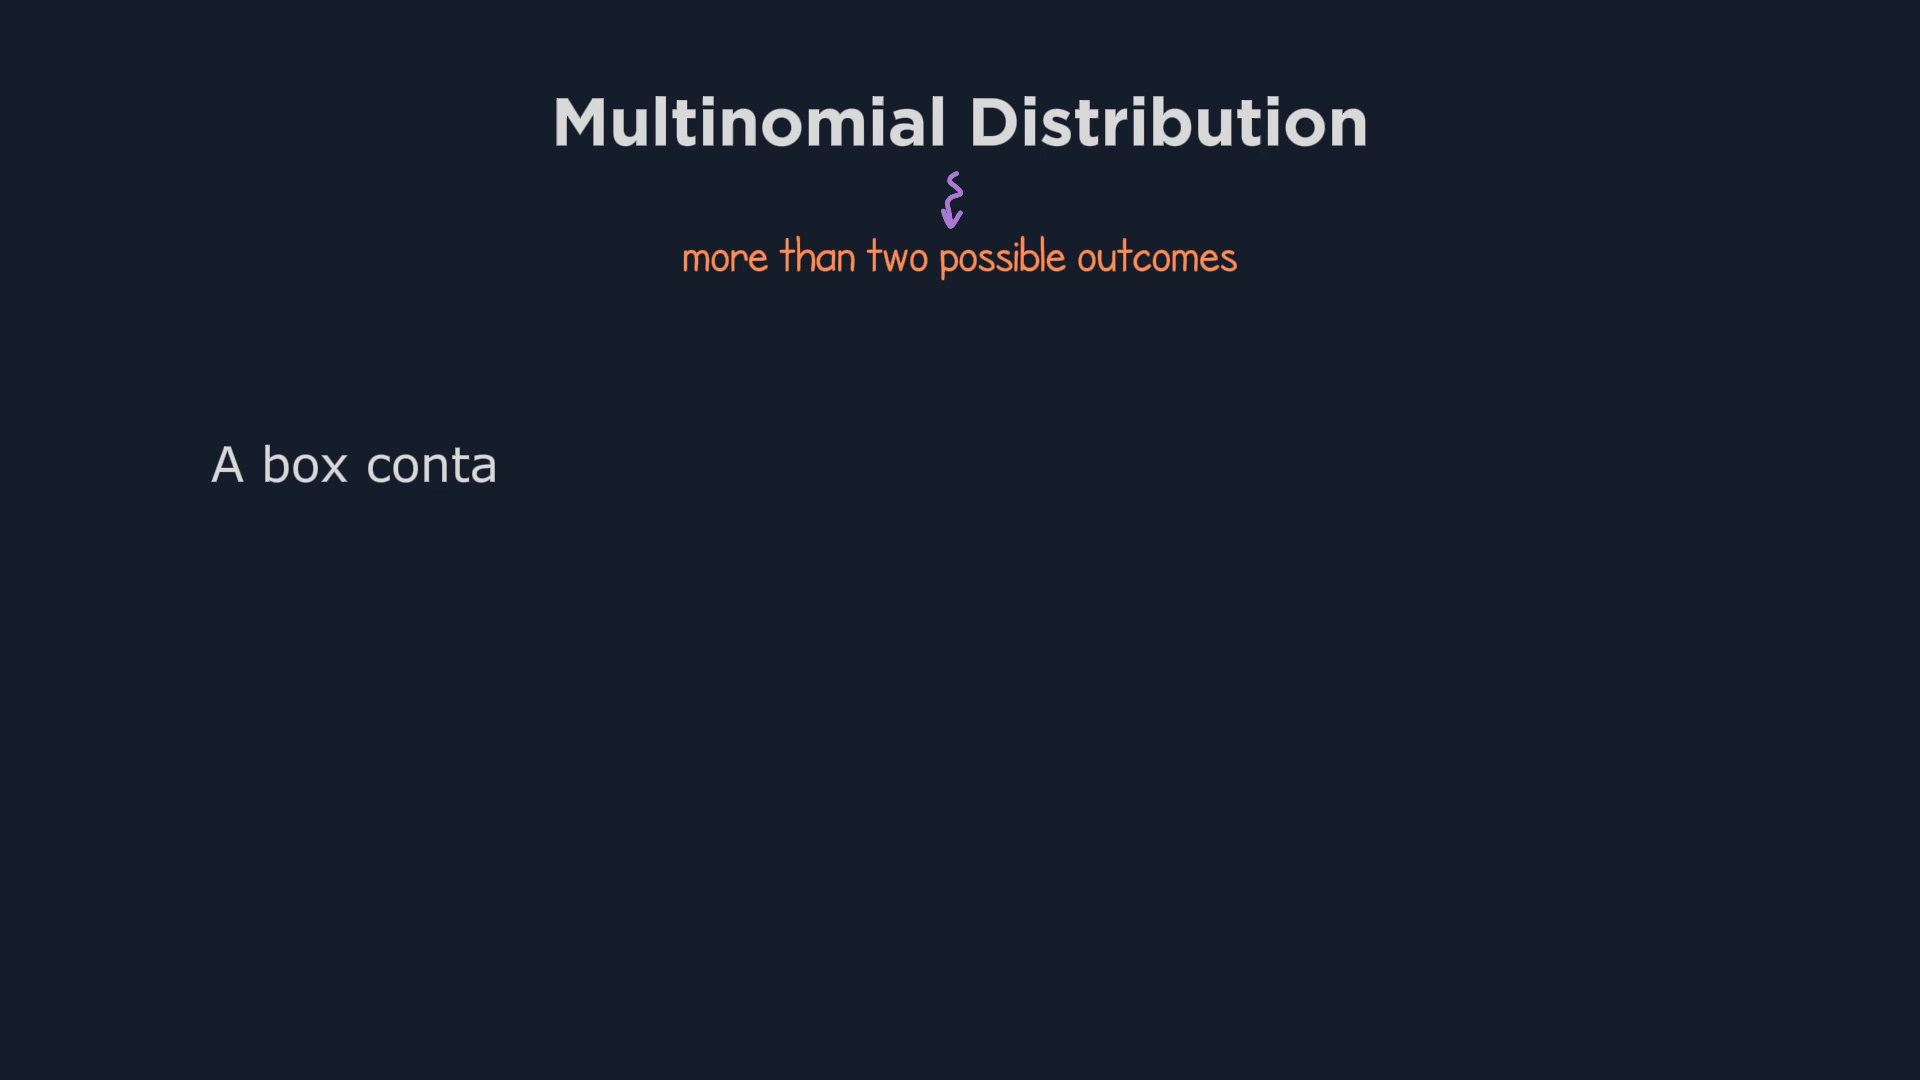 Multinomial Distribution
more than two possible outcomes
A box conta